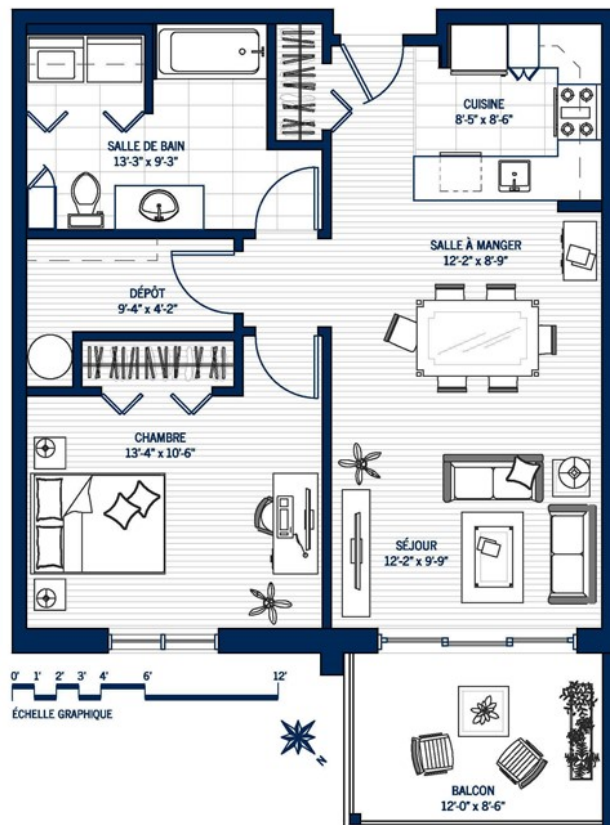 CUISINE
8'-5" x 8'-6"
SALLE DE BAIN
13'-3" x 9'-3"
SALLE À MANGER
12'-2" x 8'-9"
DÉPÔT
9'-4" x 4'-2"
CHAMBRE
13'-4" x 10'-6"
SÉJOUR
12'-2" x 9'-9"
0' 1' 2' 3' 4' 6' 12'
ÉCHELLE GRAPHIQUE
N
BALCON
12'-0" x 8'-6"